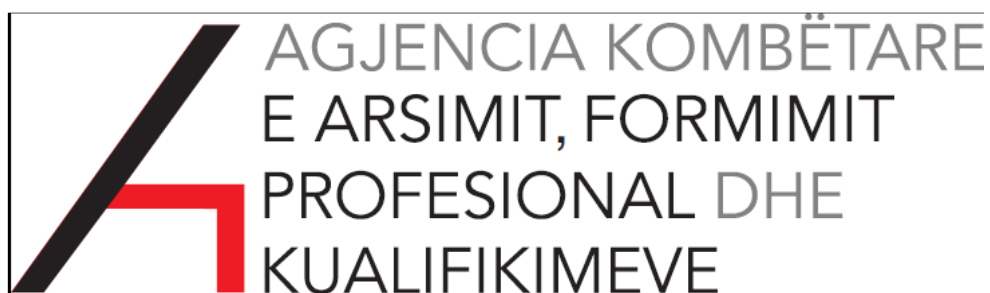 AGJENCIA KOMBËTARE
E ARSIMIT, FORMIMIT
PROFESIONAL DHE
KUALIFIKIMEVE